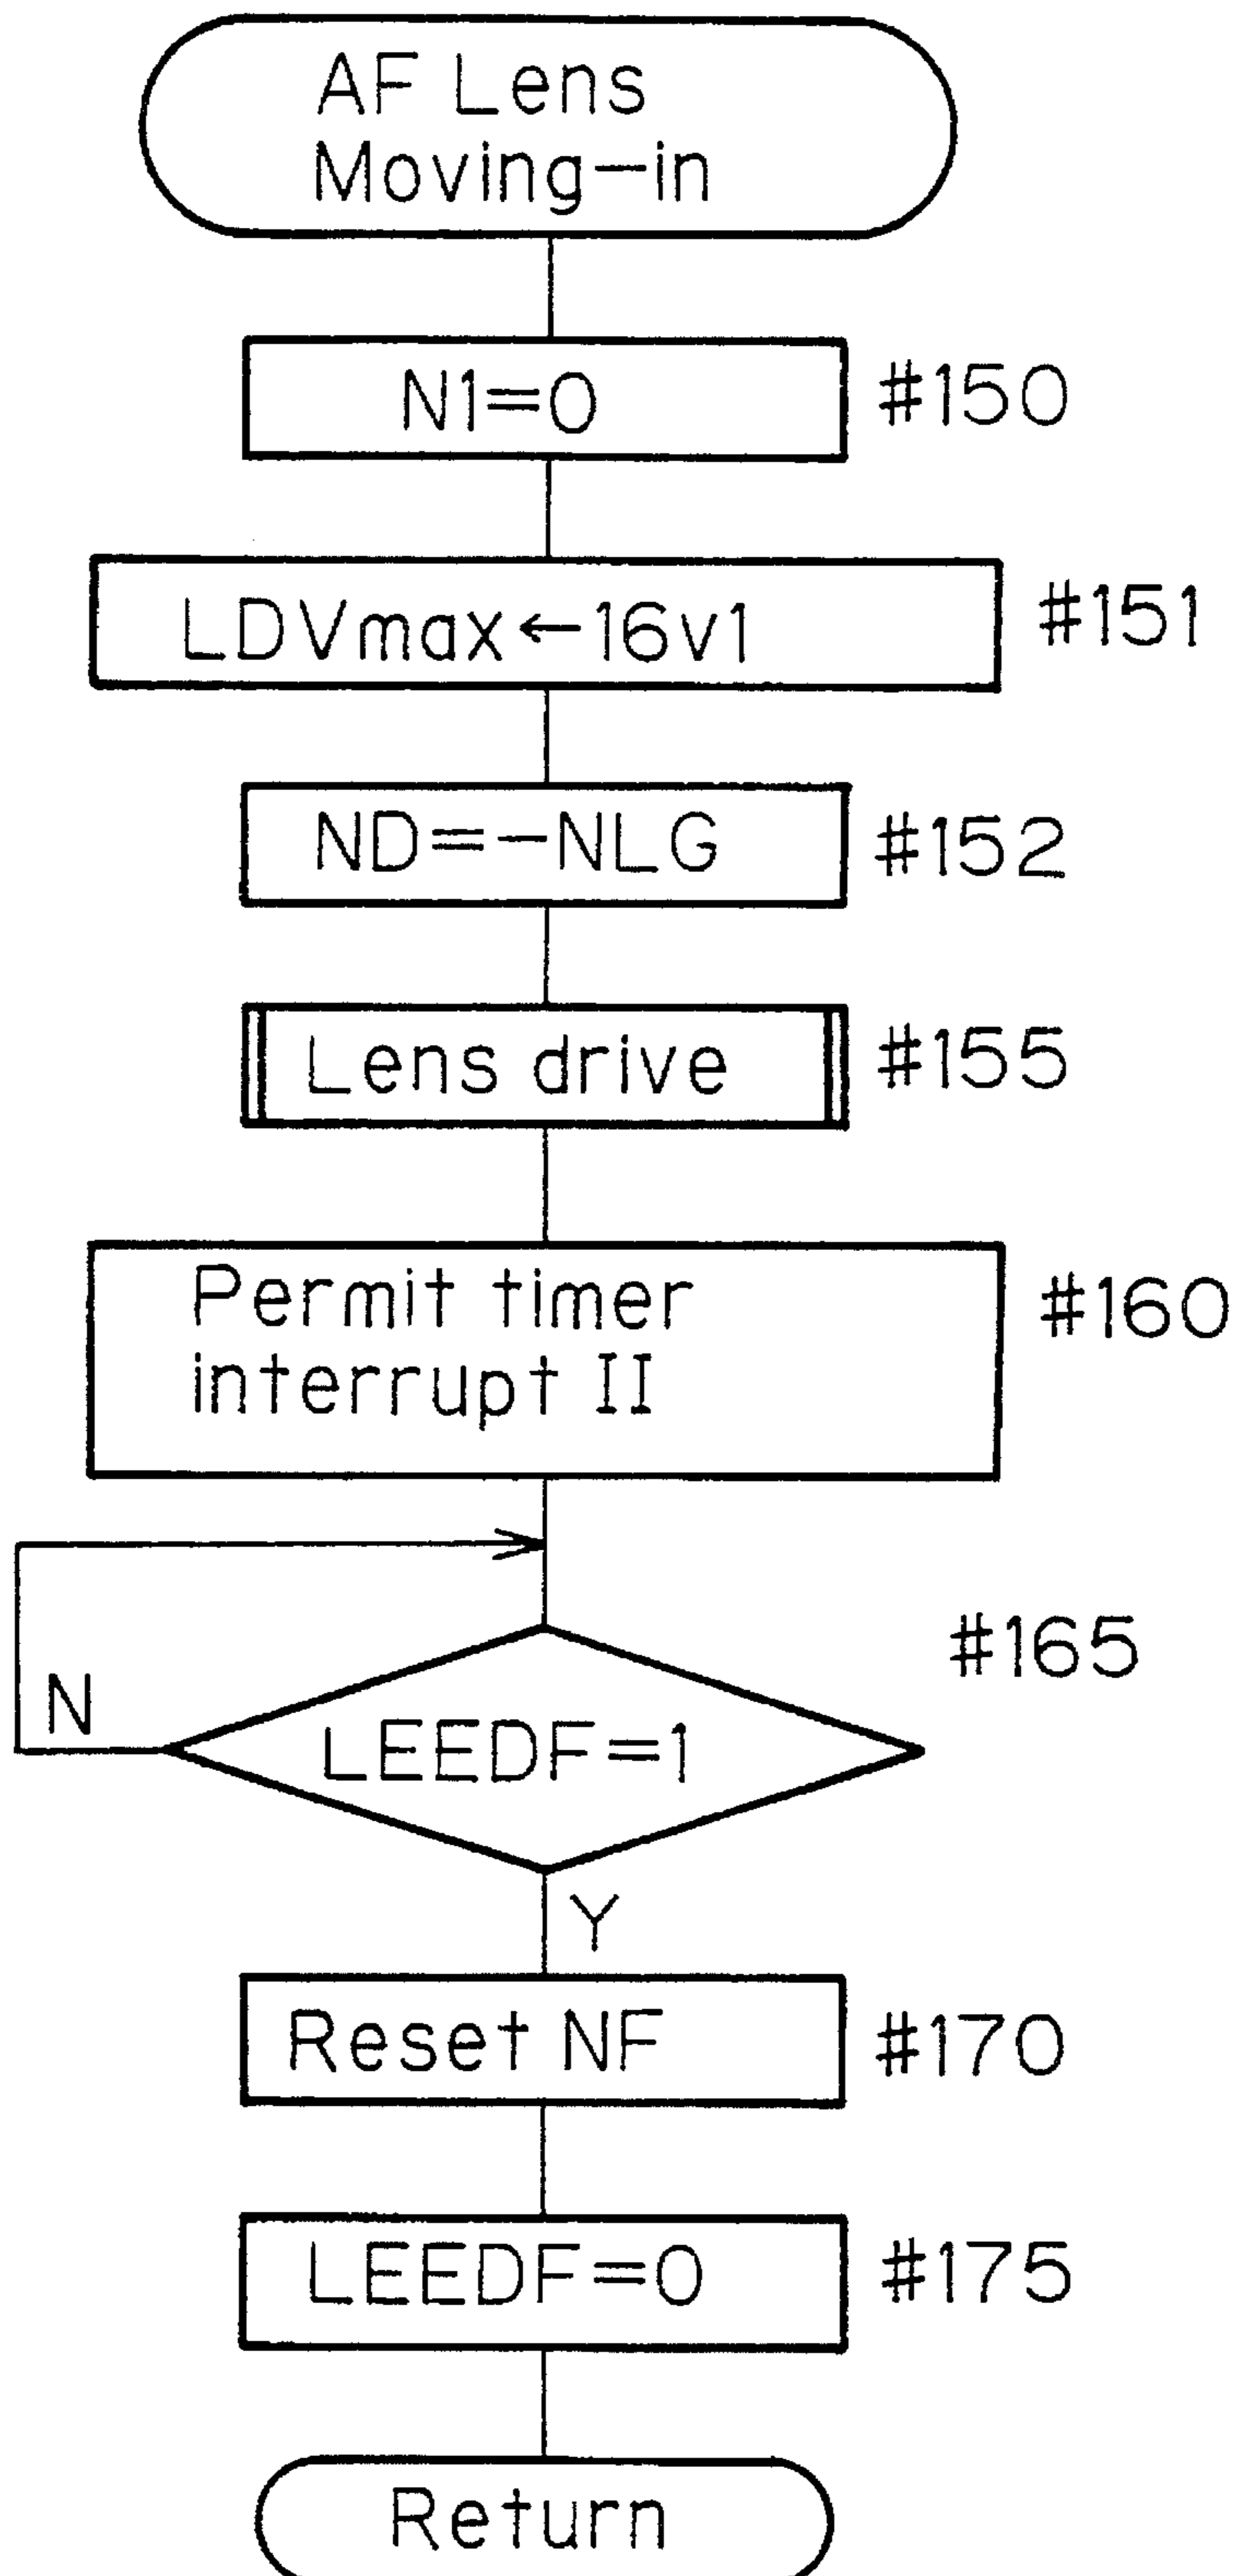 AF Lens
Moving-in
N1=0
#150
LDVmax←16v1
#151
ND=-NLG
#152
Lens drive
#155
Permit timer
interrupt II
#160
#165
N
LEEDF=1
Y
Reset NF
#170
LEEDF=0
#175
Return